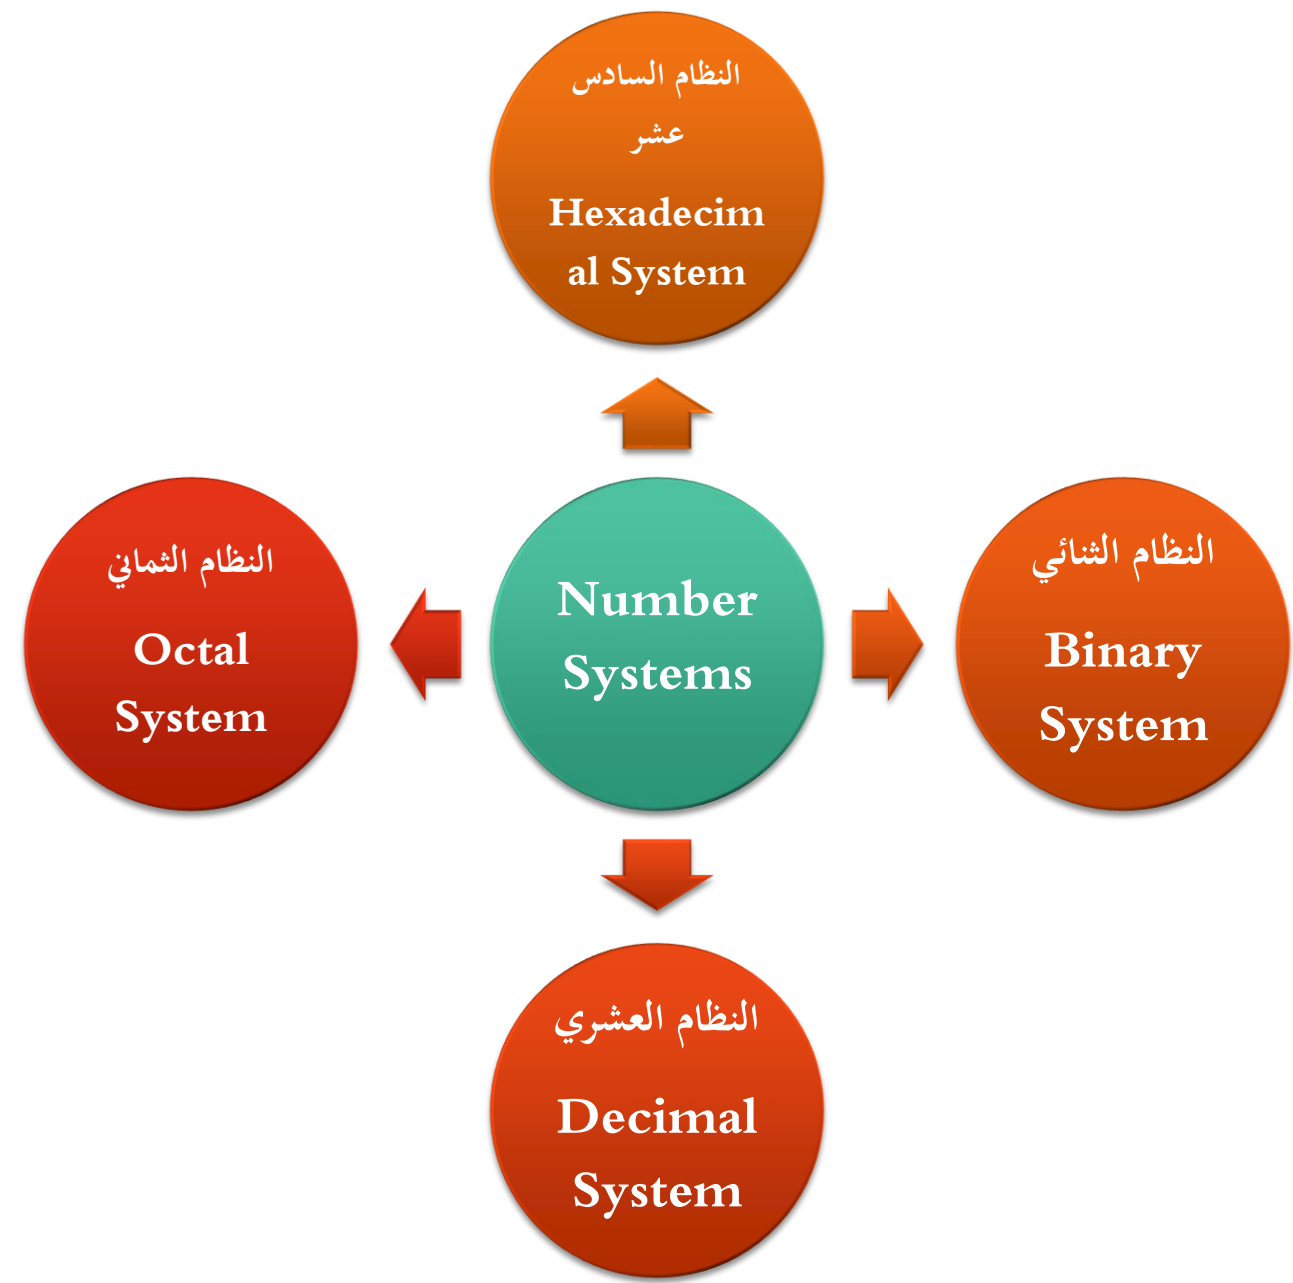 النظام السادس
عشر
Hexadecim
al System
النظام الثماني
Octal
System
Number
Systems
النظام الثنائي
Binary
System
النظام العشري
Decimal
System